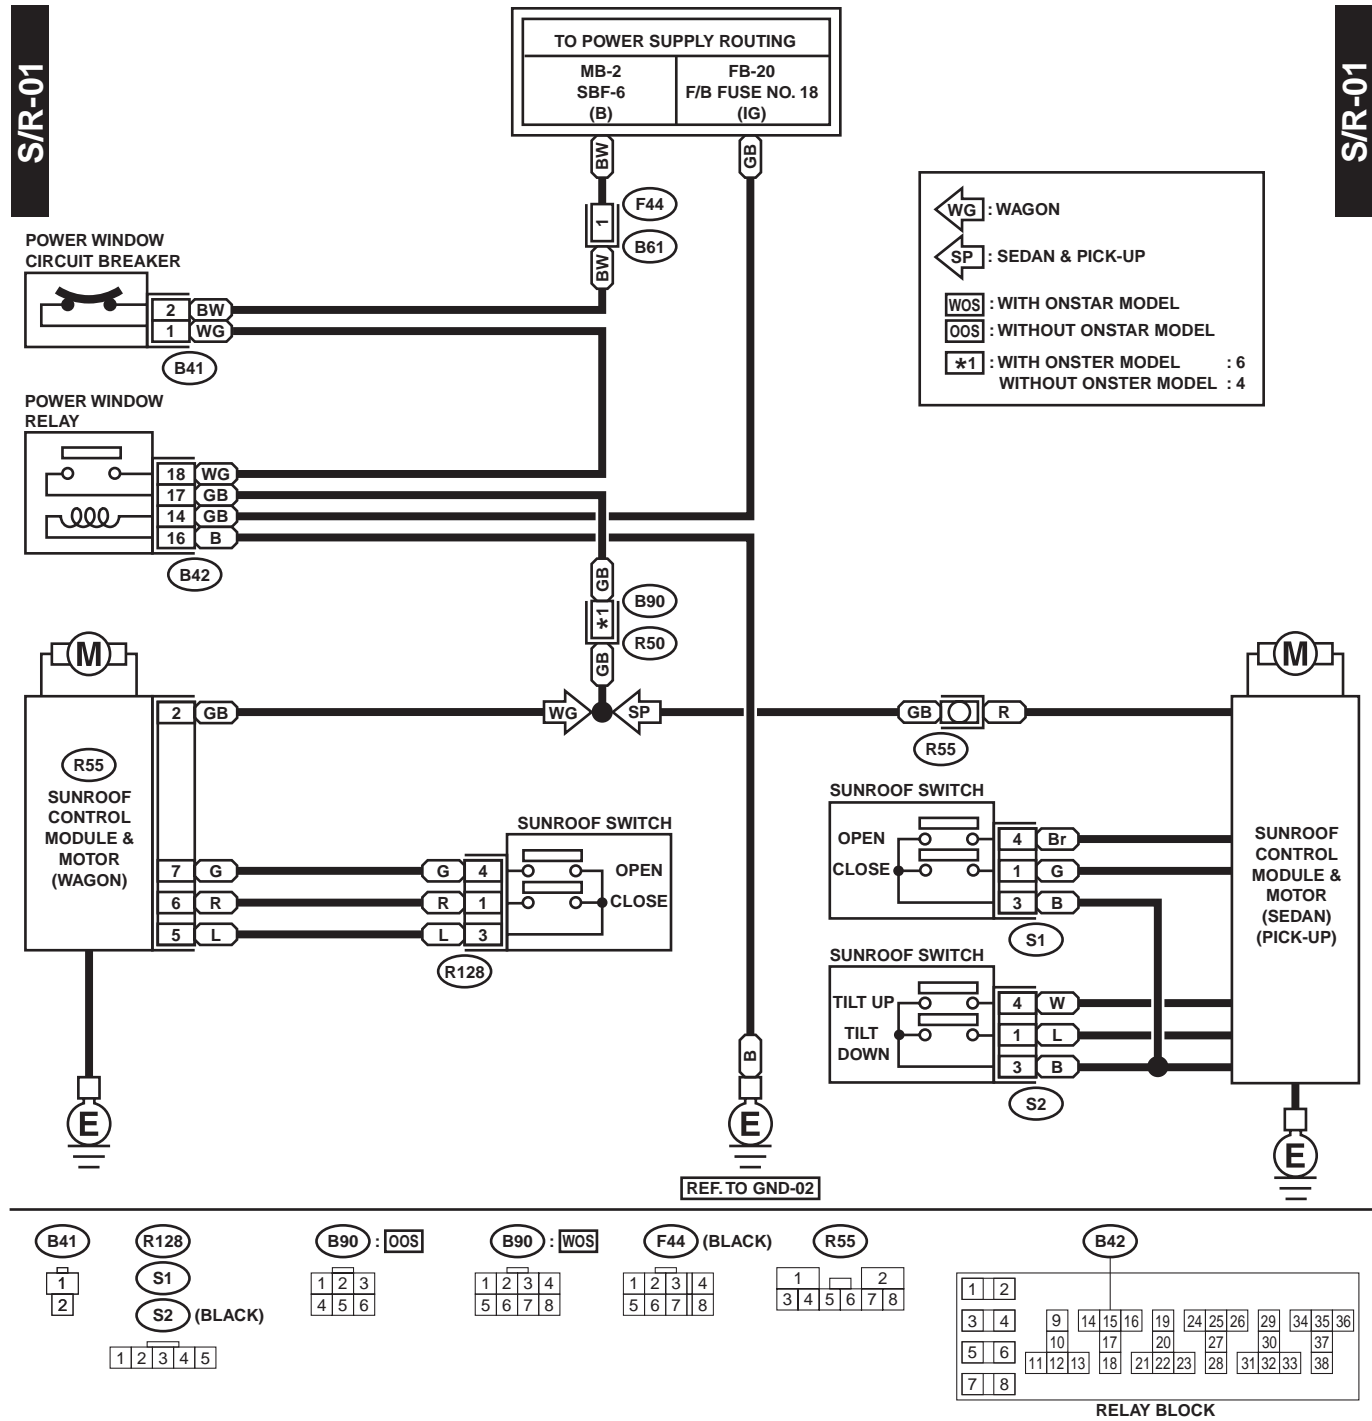 S/R-01
S/R-01
TO POWER SUPPLY ROUTING
MB-2
SBF-6
(B)
FB-20
F/B FUSE NO. 18
(IG)
BW
GB
1
F44
B61
BW
WG : WAGON
SP : SEDAN & PICK-UP
WOS : WITH ONSTAR MODEL
OOS : WITHOUT ONSTAR MODEL
*1 : WITH ONSTER MODEL : 6
WITHOUT ONSTER MODEL : 4
POWER WINDOW
CIRCUIT BREAKER
2 BW
1 WG
B41
POWER WINDOW
RELAY
18 WG
17 GB
14 GB
16 B
B42
GB
*1
B90
R50
GB
M
M
2 GB
WG
SP
GB
R
R55
R55
SUNROOF
CONTROL
MODULE &
MOTOR
(WAGON)
7 G
6 R
5 L
SUNROOF SWITCH
G 4
R 1
L 3
OPEN
CLOSE
R128
SUNROOF SWITCH
OPEN
CLOSE
4 Br
1 G
3 B
S1
SUNROOF SWITCH
TILT UP
TILT
DOWN
4 W
1 L
3 B
S2
SUNROOF
CONTROL
MODULE &
MOTOR
(SEDAN)
(PICK-UP)
B
E
E
E
REF. TO GND-02
B41
1
2
R128
S1
S2 (BLACK)
1 2 3 4 5
B90 : OOS
1 2 3
4 5 6
B90 : WOS
1 2 3 4
5 6 7 8
F44 (BLACK)
1 2 3 4
5 6 7 8
R55
1 2
3 4 5 6 7 8
B42
1 2
3 4
5 6
7 8
9 14 15 16 19 24 25 26 29 34 35 36
10 17 20 27 30 37
11 12 13 18 21 22 23 28 31 32 33 38
RELAY BLOCK